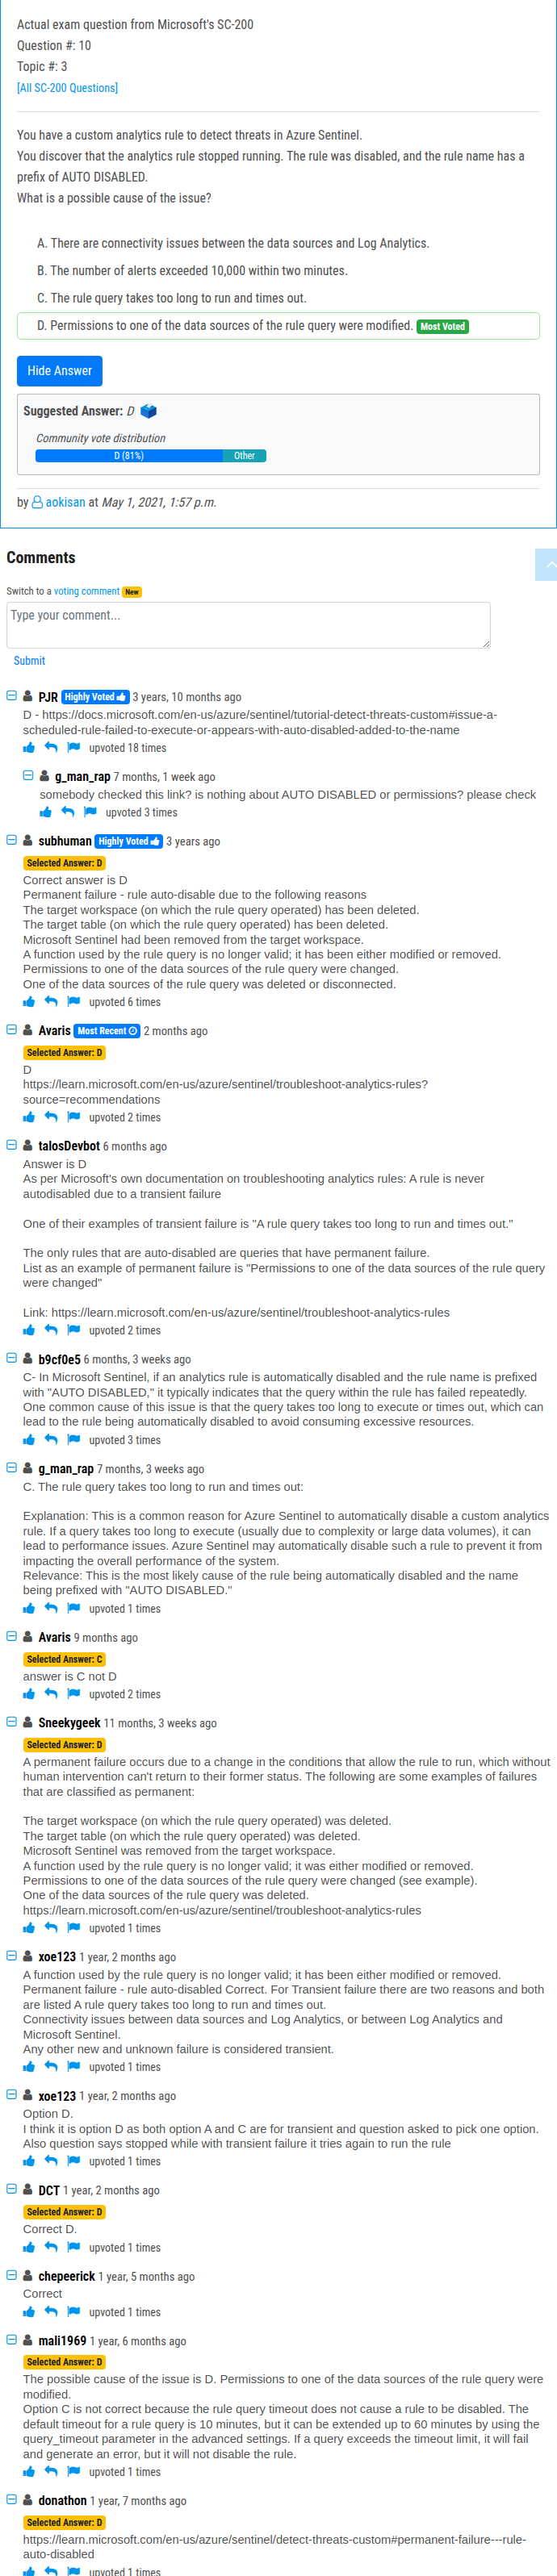 Actual exam question from Microsoft's SC-200
Question #: 10
Topic #: 3
[All SC-200 Questions]
You have a custom analytics rule to detect threats in Azure Sentinel.
You discover that the analytics rule stopped running. The rule was disabled, and the rule name has a
prefix of AUTO DISABLED.
What is a possible cause of the issue?
A. There are connectivity issues between the data sources and Log Analytics.
B. The number of alerts exceeded 10,000 within two minutes.
C. The rule query takes too long to run and times out.
D. Permissions to one of the data sources of the rule query were modified. Most Voted
Hide Answer
Suggested Answer: D
Community vote distribution
D (81%) Other
by aokisan at May 1, 2021, 1:57 p.m.
Comments
Switch to a voting comment New
Type your comment...
Submit
PJR Highly Voted 3 years, 10 months ago
D - https://docs.microsoft.com/en-us/azure/sentinel/tutorial-detect-threats-custom#issue-a-
scheduled-rule-failed-to-execute-or-appears-with-auto-disabled-added-to-the-name
upvoted 18 times
g_man_rap 7 months, 1 week ago
somebody checked this link? is nothing about AUTO DISABLED or permissions? please check
upvoted 3 times
subhuman Highly Voted 3 years ago
Selected Answer: D
Correct answer is D
Permanent failure - rule auto-disable due to the following reasons
The target workspace (on which the rule query operated) has been deleted.
The target table (on which the rule query operated) has been deleted.
Microsoft Sentinel had been removed from the target workspace.
A function used by the rule query is no longer valid; it has been either modified or removed.
Permissions to one of the data sources of the rule query were changed.
One of the data sources of the rule query was deleted or disconnected.
upvoted 6 times
Avaris Most Recent 2 months ago
Selected Answer: D
D
https://learn.microsoft.com/en-us/azure/sentinel/troubleshoot-analytics-rules?
source=recommendations
upvoted 2 times
talosDevbot 6 months ago
Answer is D
As per Microsoft's own documentation on troubleshooting analytics rules: A rule is never
autodisabled due to a transient failure
One of their examples of transient failure is "A rule query takes too long to run and times out."
The only rules that are auto-disabled are queries that have permanent failure.
List as an example of permanent failure is "Permissions to one of the data sources of the rule query
were changed"
Link: https://learn.microsoft.com/en-us/azure/sentinel/troubleshoot-analytics-rules
upvoted 2 times
b9cf0e5 6 months, 3 weeks ago
C- In Microsoft Sentinel, if an analytic rule is automatically disabled and the rule name is prefixed
with "AUTO DISABLED," it typically indicates that the query within the rule has failed repeatedly.
One common cause of this issue is that the query takes too long to execute or times out, which can
lead to the rule being automatically disabled to avoid consuming excessive resources.
upvoted 3 times
g_man_rap 7 months, 3 weeks ago
C. The rule query takes too long to run and times out:
Explanation: This is a common reason for Azure Sentinel to automatically disable a custom analytics
rule. If a query takes too long to execute (usually due to complexity or large data volumes), it can
lead to performance issues. Azure Sentinel may automatically disable such a rule to prevent it from
impacting the overall performance of the system.
Relevance: This is the most likely cause of the rule being automatically disabled and the name
being prefixed with "AUTO DISABLED."
upvoted 1 times
Avaris 9 months ago
Selected Answer: C
answer is C not D
upvoted 2 times
Sneekygeek 11 months, 3 weeks ago
Selected Answer: D
A permanent failure occurs due to a change in the conditions that allow the rule to run, which without
human intervention can't return to their former status. The following are some examples of failures
that are classified as permanent:
The target workspace (on which the rule query operated) was deleted.
The target table (on which the rule query operated) was deleted.
Microsoft Sentinel was removed from the target workspace.
A function used by the rule query is no longer valid; it was either modified or removed.
Permissions to one of the data sources of the rule query were changed (see example).
One of the data sources of the rule query was deleted.
https://learn.microsoft.com/en-us/azure/sentinel/troubleshoot-analytics-rules
upvoted 1 times
xoe123 1 year, 2 months ago
A function used by the rule query is no longer valid; it has been either modified or removed.
Permanent failure - rule auto-disabled Correct. For Transient failure there are two reasons and both
are listed A rule query takes too long to run and times out.
Connectivity issues between data sources and Log Analytics, or between Log Analytics and
Microsoft Sentinel.
Any other new and unknown failure is considered transient.
upvoted 1 times
xoe123 1 year, 2 months ago
Option D.
I think it is option D as both option A and C are for transient and question asked to pick one option.
Also question says stopped while with transient failure it tries again to run the rule
upvoted 1 times
DCT 1 year, 2 months ago
Selected Answer: D
Correct D.
upvoted 1 times
chepeerick 1 year, 5 months ago
Correct
upvoted 1 times
mali1969 1 year, 6 months ago
Selected Answer: D
The possible cause of the issue is D. Permissions to one of the data sources of the rule query were
modified.
Option C is not correct because the rule query timeout does not cause a rule to be disabled. The
default timeout for a rule query is 10 minutes, but it can be extended up to 60 minutes by using the
query_timeout parameter in the advanced settings. If a query exceeds the timeout limit, it will fail
and generate an error, but it will not disable the rule.
upvoted 1 times
donathon 1 year, 7 months ago
Selected Answer: D
https://learn.microsoft.com/en-us/azure/sentinel/detect-threats-custom#permanent-failure---rule-
auto-disabled
upvoted 1 times